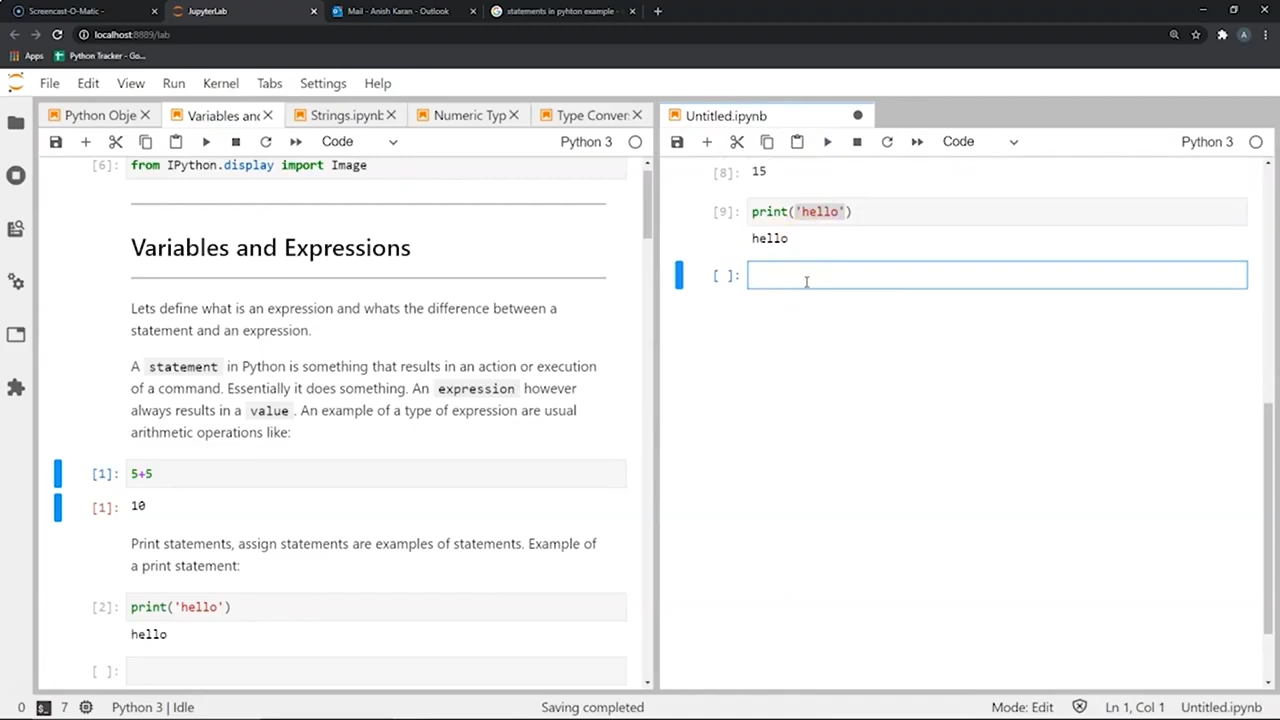 Screencast-O-Matic -
JupyterLab
Mail - Anish Karan - Outlook
statements in pyhton example -
localhost:8889/lab
A
Apps
Python Tracker - Go...
File Edit View Run Kernel Tabs Settings Help
Python Obje
Variables anc
Strings.ipynb
Numeric Typ
Type Conver
Code
Python 3
[6]: from IPython.display import Image
Variables and Expressions
Lets define what is an expression and whats the difference between a
statement and an expression.
A statement in Python is something that results in an action or execution
of a command. Essentially it does something. An expression however
always results in a value . An example of a type of expression are usual
arithmetic operations like:
[1]: 5+5
[1]: 10
Print statements, assign statements are examples of statements. Example of
a print statement:
[2]: print('hello')
hello
[ ]:
Untitled.ipynb
Code
Python 3
[8]: 15
[9]: print('hello')
hello
[ ]:
0
7
Python 3 | Idle
Saving completed
Mode: Edit
Ln 1, Col 1
Untitled.ipynb